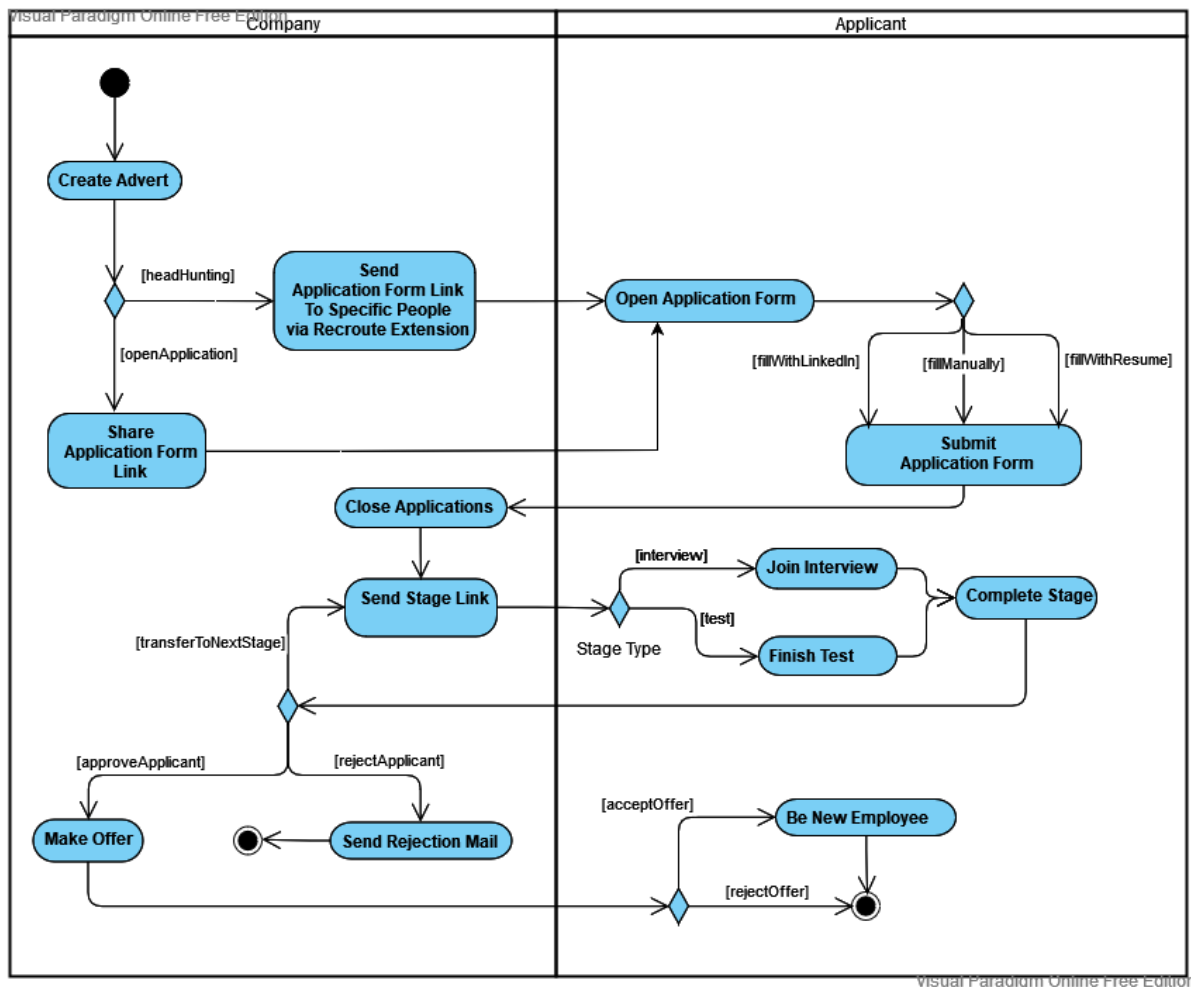 Visual Paradigm Online Free Edition
Company
Applicant
Create Advert
[headHunting]
Send
Application Form Link
To Specific People
via Recroute Extension
Open Application Form
[openApplication]
[fillWithLinkedIn]
[fillManually]
[fillWithResume]
Share
Application Form
Link
Submit
Application Form
Close Applications
[interview]
Join Interview
Send Stage Link
Complete Stage
[test]
[transferToNextStage]
Stage Type
Finish Test
[approveApplicant]
[rejectApplicant]
[acceptOffer]
Be New Employee
Make Offer
Send Rejection Mail
[rejectOffer]
Visual Paradigm Online Free Edition